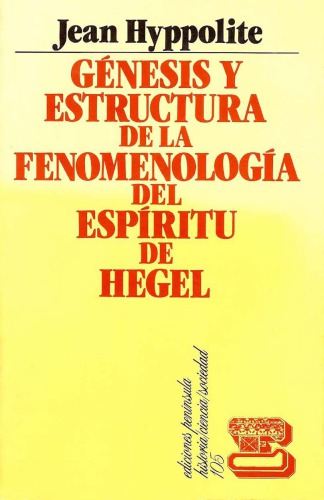 Jean Hyppolite
GÉNESIS Y
ESTRUCTURA
DE LA
FENOMENOLOGÍA
DEL
ESPÍRITU
DE
HEGEL
ediciones península
historia/ciencia/sociedad
105